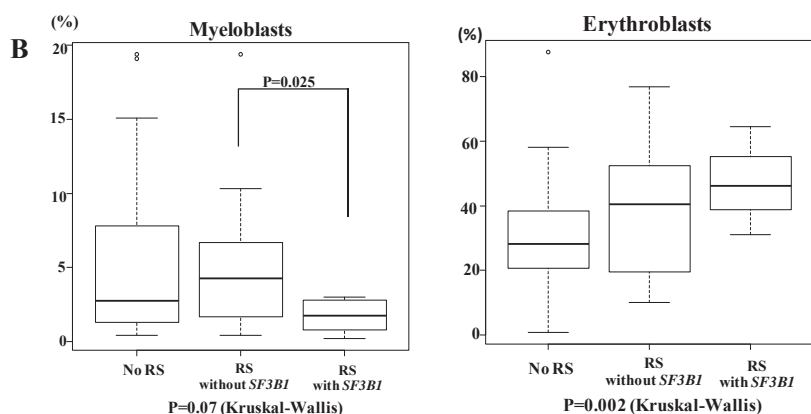 B
Myeloblasts
(%)
20
15
10
5
0
P=0.025
No RS
RS
without SF3B1
RS
with SF3B1
P=0.07 (Kruskal-Wallis)
Erythroblasts
(%)
80
60
40
20
0
No RS
RS
without SF3B1
RS
with SF3B1
P=0.002 (Kruskal-Wallis)